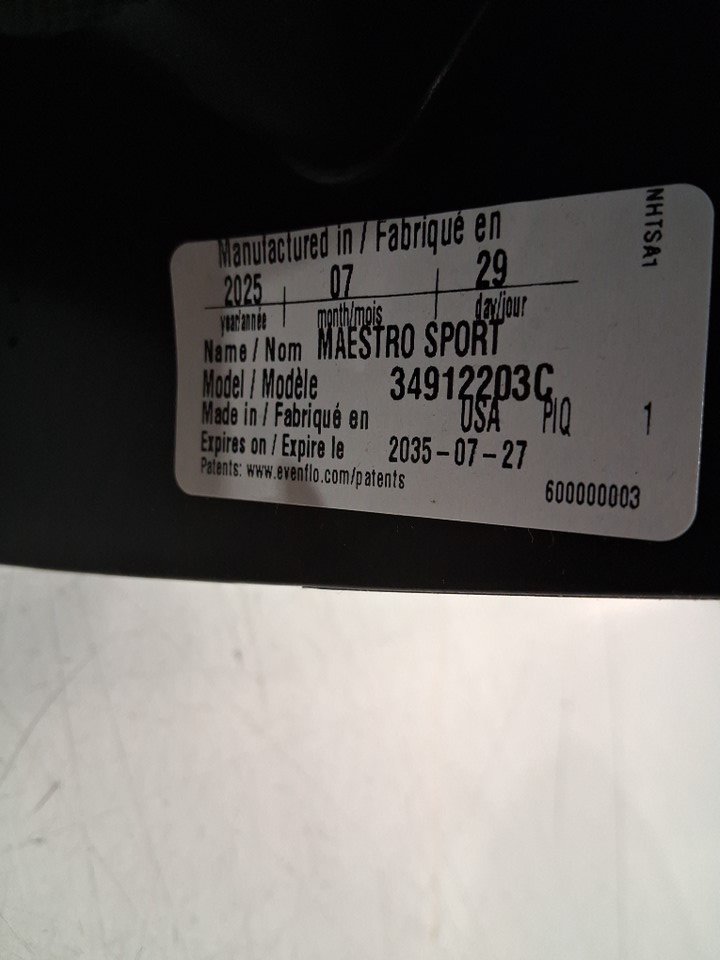 Manufactured in / Fabriqué en
2025 07 29
year/année month/mois day/jour
Name / Nom MAESTRO SPORT
Model / Modèle 34912203C
Made in / Fabriqué en USA PIQ 1
Expires on / Expire le 2035-07-27
Patents: www.evenflo.com/patents
600000003
NHTSA1